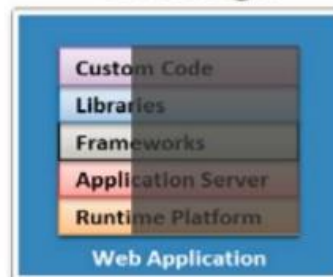 Custom Code
Libraries
Frameworks
Application Server
Runtime Platform
Web Application